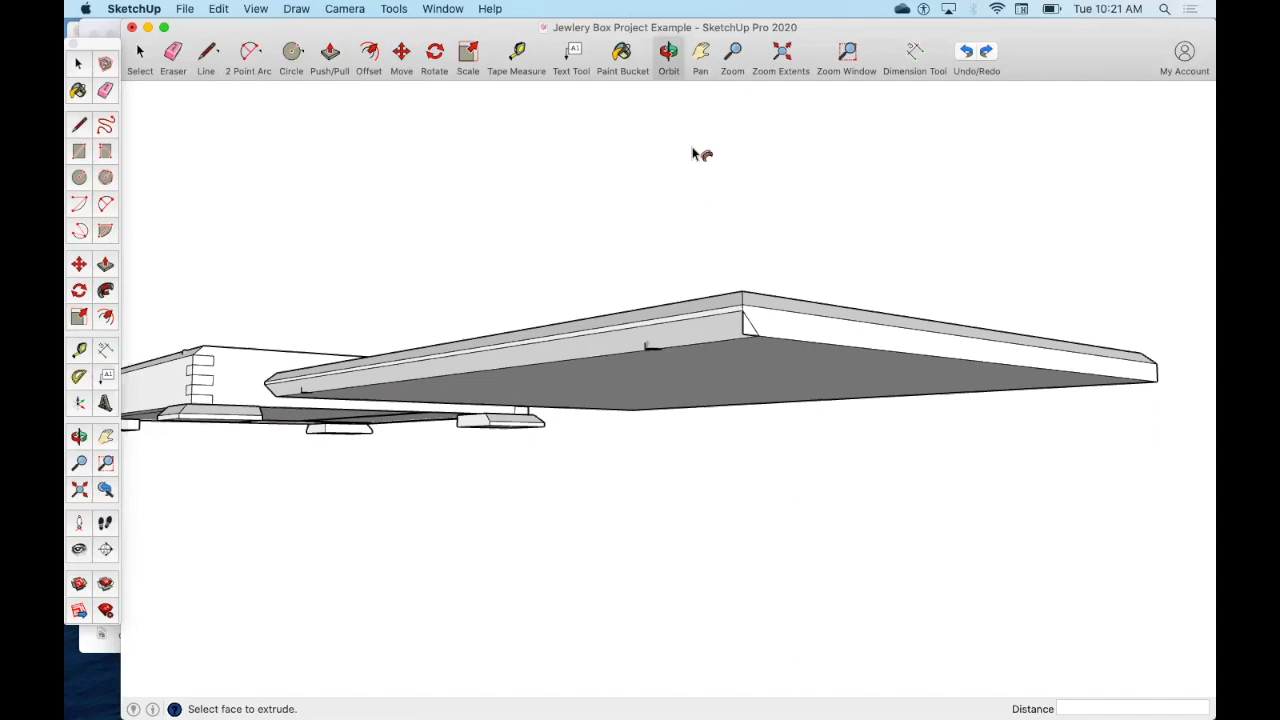 SketchUp File Edit View Draw Camera Tools Window Help Tue 10:21 AM
Jewlery Box Project Example - SketchUp Pro 2020
Select Eraser Line 2 Point Arc Circle Push/Pull Offset Move Rotate Scale Tape Measure Text Tool Paint Bucket Orbit Pan Zoom Zoom Extents Zoom Window Dimension Tool Undo/Redo My Account
Select face to extrude. Distance